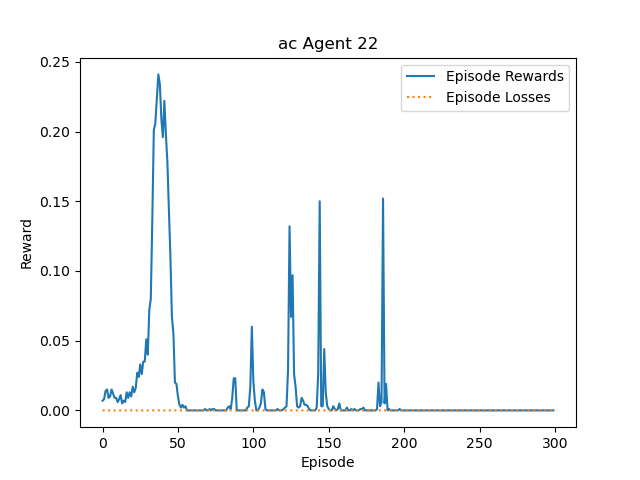 ac Agent 22
Episode Rewards
Episode Losses
0.25
0.20
0.15
0.10
0.05
0.00
Reward
0 50 100 150 200 250 300
Episode